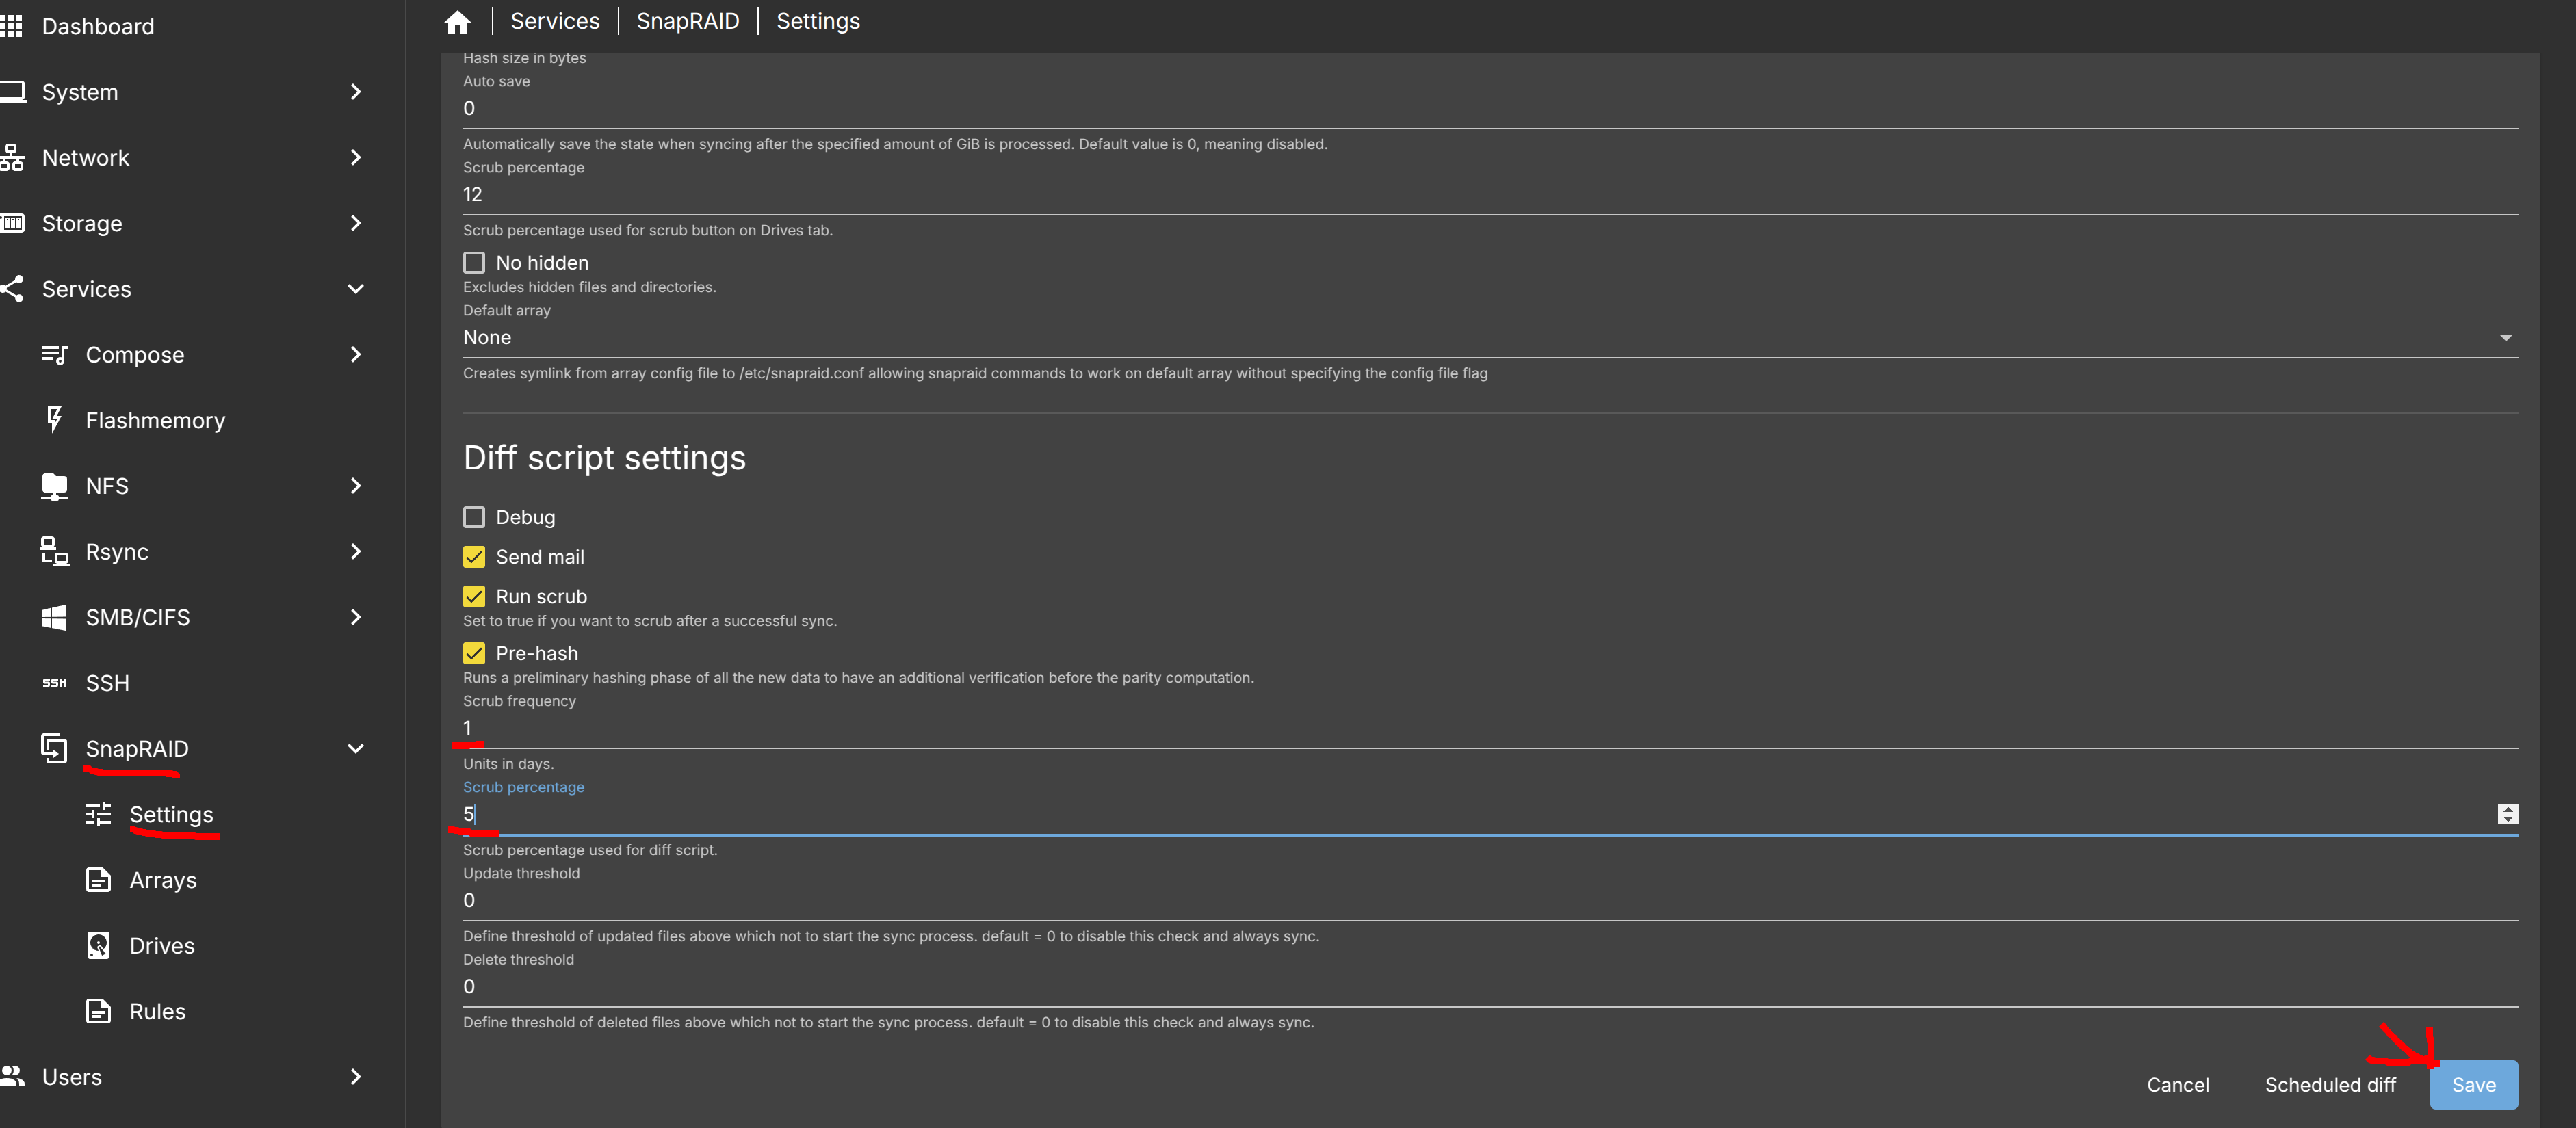 Dashboard
System
Network
Storage
Services
Compose
Flashmemory
NFS
Rsync
SMB/CIFS
SSH SSH
SnapRAID
Settings
Arrays
Drives
Rules
Users
Services | SnapRAID | Settings
Hash size in bytes
Auto save
0
Automatically save the state when syncing after the specified amount of GiB is processed. Default value is 0, meaning disabled.
Scrub percentage
12
Scrub percentage used for scrub button on Drives tab.
No hidden
Excludes hidden files and directories.
Default array
None
Creates symlink from array config file to /etc/snapraid.conf allowing snapraid commands to work on default array without specifying the config file flag
Diff script settings
Debug
Send mail
Run scrub
Set to true if you want to scrub after a successful sync.
Pre-hash
Runs a preliminary hashing phase of all the new data to have an additional verification before the parity computation.
Scrub frequency
1
Units in days.
Scrub percentage
5
Scrub percentage used for diff script.
Update threshold
0
Define threshold of updated files above which not to start the sync process. default = 0 to disable this check and always sync.
Delete threshold
0
Define threshold of deleted files above which not to start the sync process. default = 0 to disable this check and always sync.
Cancel Scheduled diff Save